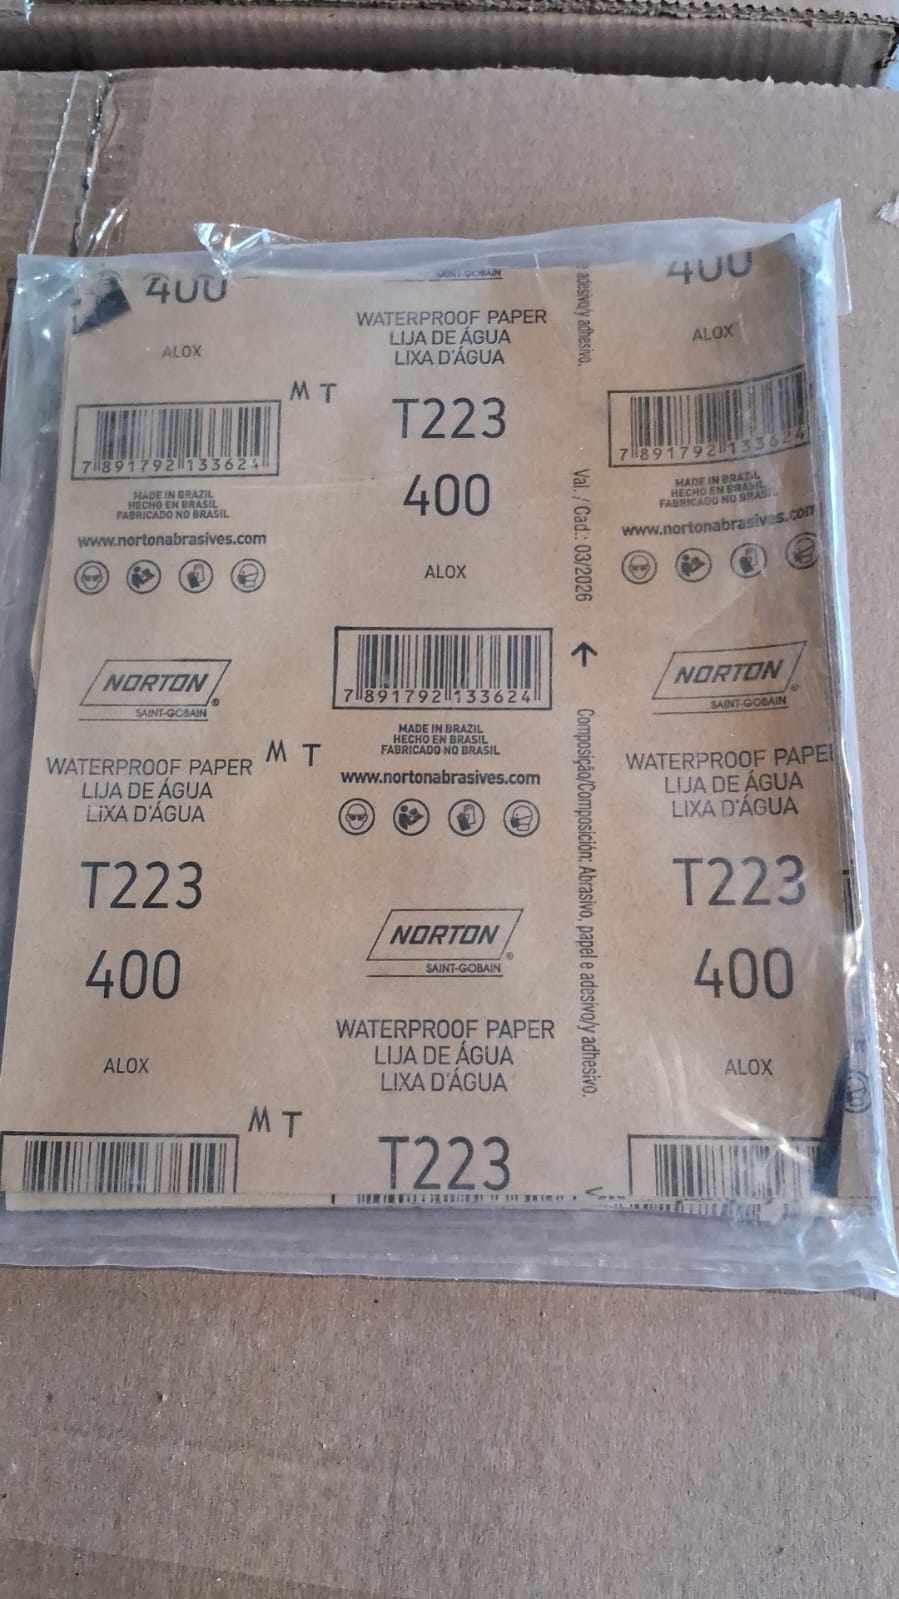 400
ALOX
M T
7 891792 133624
MADE IN BRAZIL
HECHO EN BRASIL
FABRICADO NO BRASIL
www.nortonabrasives.com
NORTON
SAINT-GOBAIN
WATERPROOF PAPER
LIJA DE ÁGUA
LIXA D'ÁGUA
T223
400
ALOX
M T
SAINT-GOBAIN
WATERPROOF PAPER
LIJA DE ÁGUA
LIXA D'ÁGUA
T223
400
ALOX
7 891792 133624
MADE IN BRAZIL
HECHO EN BRASIL
FABRICADO NO BRASIL
M T
www.nortonabrasives.com
NORTON
SAINT-GOBAIN
WATERPROOF PAPER
LIJA DE ÁGUA
LIXA D'ÁGUA
T223
e adesivo/y adhesivo.
Val. / Cad.: 03/2026
Composição/Composición: Abrasivo, papel e adesivo/y adhesivo.
400
ALOX
7 891792 133624
MADE IN BRAZIL
HECHO EN BRASIL
FABRICADO NO BRASIL
www.nortonabrasives.com
NORTON
SAINT-GOBAIN
WATERPROOF PAPE
LIJA DE ÁGUA
LIXA D'ÁGUA
T223
400
ALOX